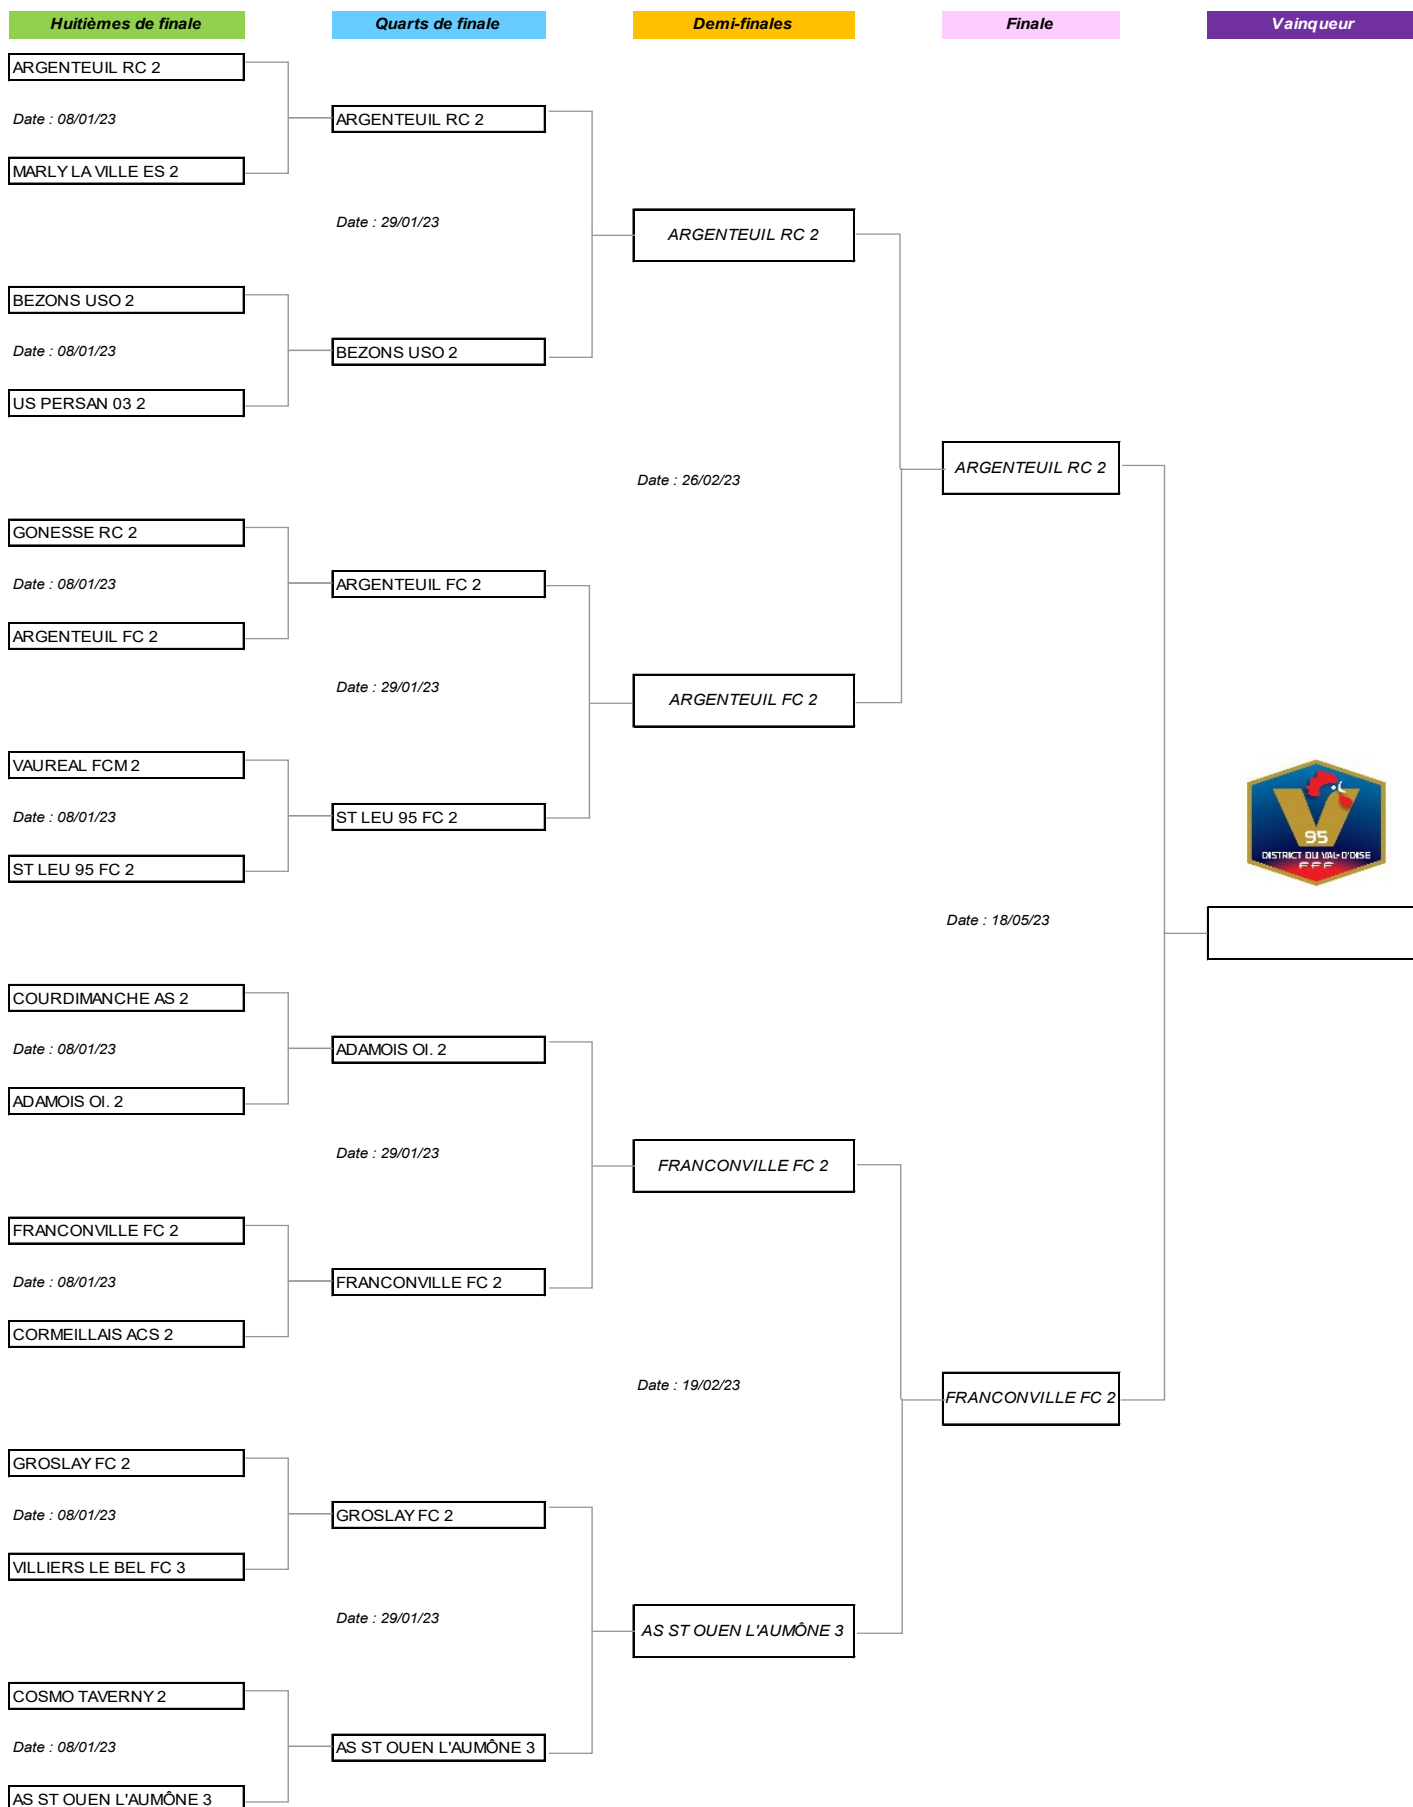 Huitièmes de finale
Quarts de finale
Demi-finales
Finale
Vainqueur
ARGENTEUIL RC 2
Date : 08/01/23
ARGENTEUIL RC 2
MARLY LA VILLE ES 2
Date : 29/01/23
ARGENTEUIL RC 2
BEZONS USO 2
Date : 08/01/23
BEZONS USO 2
US PERSAN 03 2
Date : 26/02/23
ARGENTEUIL RC 2
GONESSE RC 2
Date : 08/01/23
ARGENTEUIL FC 2
ARGENTEUIL FC 2
Date : 29/01/23
ARGENTEUIL FC 2
VAUREAL FCM 2
Date : 08/01/23
ST LEU 95 FC 2
ST LEU 95 FC 2
V
95
DISTRICT DU VAL-D'OISE
FFF
Date : 18/05/23
COURDIMANCHE AS 2
Date : 08/01/23
ADAMOIS Ol. 2
ADAMOIS Ol. 2
Date : 29/01/23
FRANCONVILLE FC 2
FRANCONVILLE FC 2
Date : 08/01/23
FRANCONVILLE FC 2
CORMEILLAIS ACS 2
Date : 19/02/23
FRANCONVILLE FC 2
GROSLAY FC 2
Date : 08/01/23
GROSLAY FC 2
VILLIERS LE BEL FC 3
Date : 29/01/23
AS ST OUEN L'AUMÔNE 3
COSMO TAVERNY 2
Date : 08/01/23
AS ST OUEN L'AUMÔNE 3
AS ST OUEN L'AUMÔNE 3